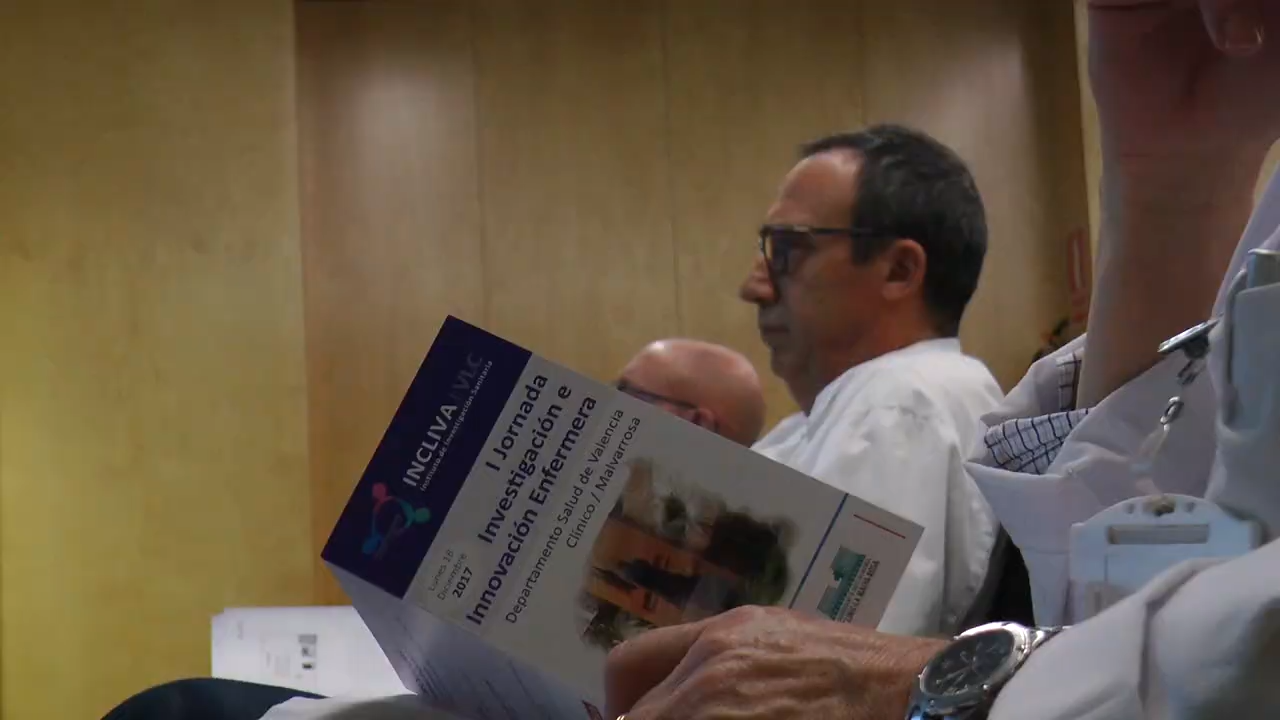 INCLIVA VLC
Instituto de Investigación Sanitaria
I Jornada
Investigación e
Innovación Enfermera
Departamento Salud de Valencia
Clínico / Malvarrosa
Lunes 18
Diciembre
2017